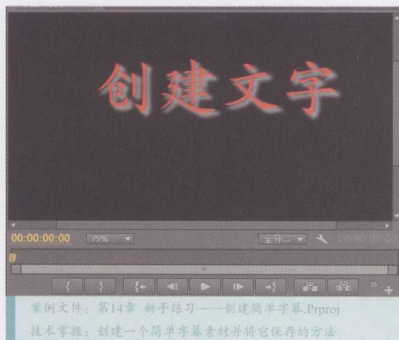 创建文字
00:00:00:00 75% 全分...
案例文件：第14章 新手练习——创建简单字幕.Prproj
技术掌握：创建一个简单字幕素材并将它保存的方法